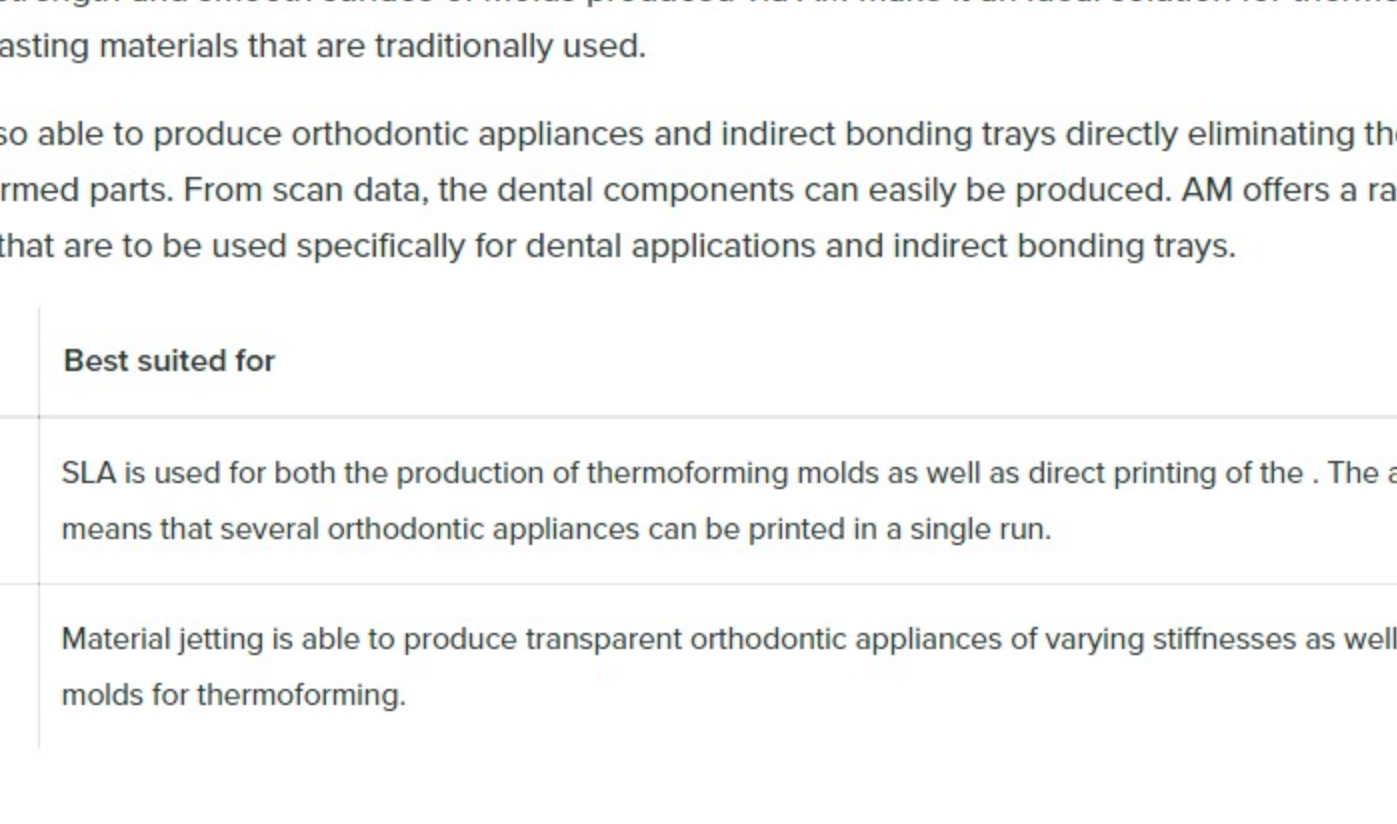 asting materials that are traditionally used.
so able to produce orthodontic appliances and indirect bonding trays directly eliminating the
rmed parts. From scan data, the dental components can easily be produced. AM offers a ra
that are to be used specifically for dental applications and indirect bonding trays.
Best suited for
SLA is used for both the production of thermoforming molds as well as direct printing of the . The a
means that several orthodontic appliances can be printed in a single run.
Material jetting is able to produce transparent orthodontic appliances of varying stiffnesses as well
molds for thermoforming.